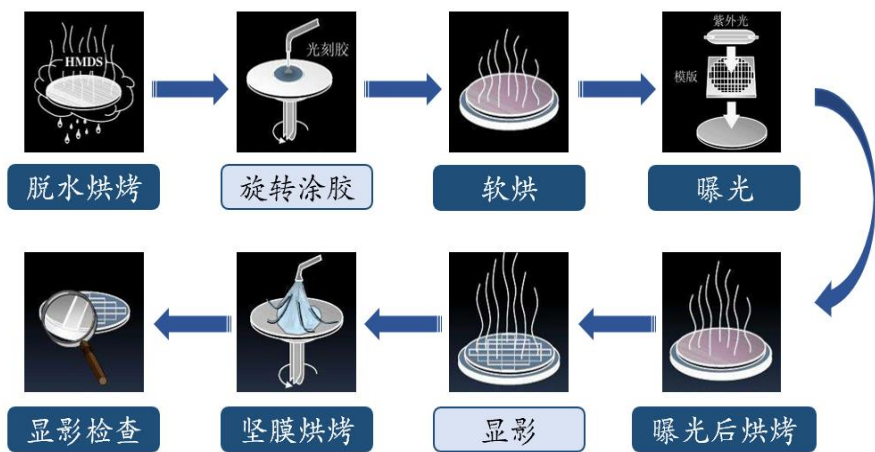 HMDS
光刻胶
紫外光
模版
脱水烘烤
旋转涂胶
软烘
曝光
显影检查
坚膜烘烤
显影
曝光后烘烤